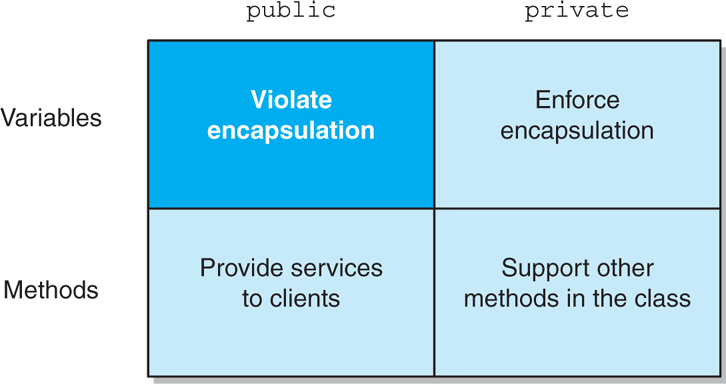 public private
Variables
Violate
encapsulation
Enforce
encapsulation
Methods
Provide services
to clients
Support other
methods in the class